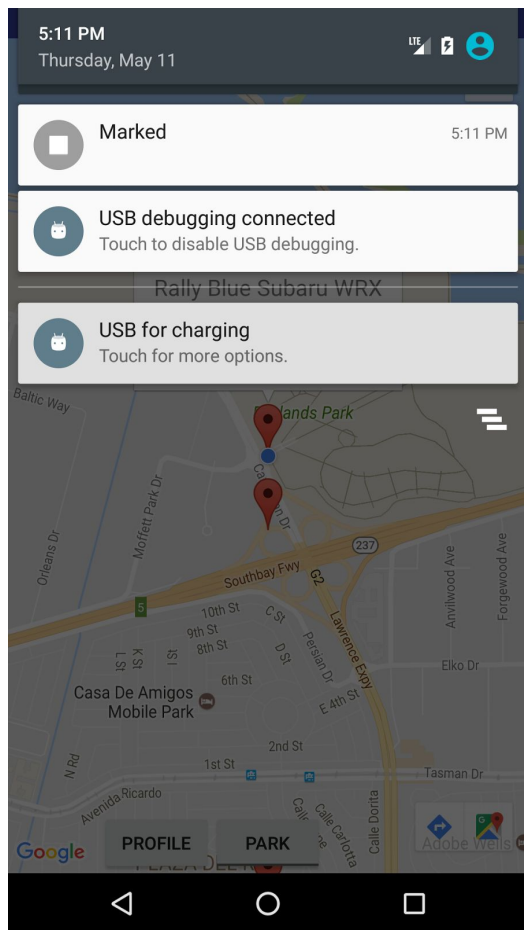 5:11 PM
Thursday, May 11
LTE
Marked
5:11 PM
USB debugging connected
Touch to disable USB debugging.
Rally Blue Subaru WRX
USB for charging
Touch for more options.
Baltic Way
lands Park
Moffett Park Dr
Orleans Dr
237
Southbay Fwy
G2
Anvilwood Ave
Forgewood Ave
5
10th St
C St
9th St
8th St
Lawrence Expy
L St
K St
D St
Persian Dr
Elko Dr
6th St
Casa De Amigos
Mobile Park
E 4th St
2nd St
1st St
N Rd
Tasman Dr
Avenida Ricardo
Calle Carlotta
Calle Dorita
PROFILE
PARK
Google
Adobe Wells